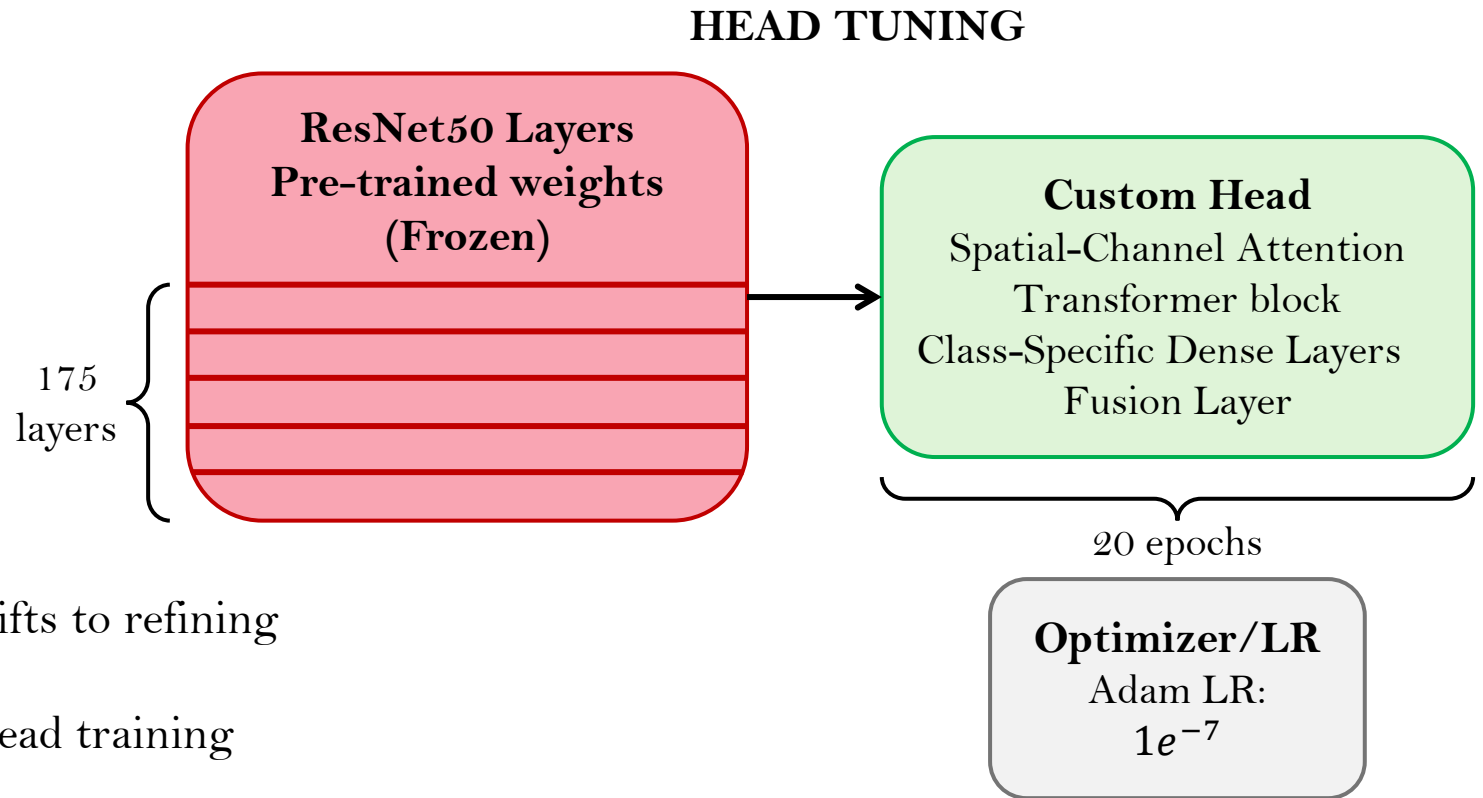 HEAD TUNING
ResNet50 Layers
Pre-trained weights
(Frozen)
175
layers
Custom Head
Spatial-Channel Attention
Transformer block
Class-Specific Dense Layers
Fusion Layer
20 epochs
Optimizer/LR
Adam LR:
1e⁻⁷
ifts to refining
ead training